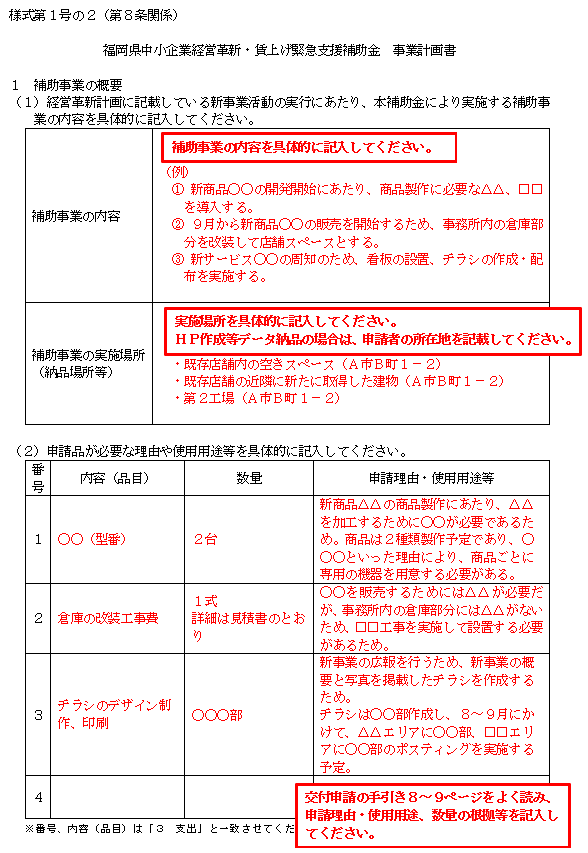 様式第１号の２（第８条関係）
福岡県中小企業経営革新・賃上げ緊急支援補助金　事業計画書
１　補助事業の概要
（１）経営革新計画に記載している新事業活動の実行にあたり、本補助金により実施する補助事
業の内容を具体的に記入してください。
補助事業の内容
補助事業の内容を具体的に記入してください。
（例）
① 新商品〇〇の開発開始にあたり、商品製作に必要な△△、□□
を導入する。
② ９月から新商品〇〇の販売を開始するため、事務所内の倉庫部
分を改装して店舗スペースとする。
③ 新サービス〇〇の周知のため、看板の設置、チラシの作成・配
布を実施する。
補助事業の実施場所
（納品場所等）
実施場所を具体的に記入してください。
ＨＰ作成等データ納品の場合は、申請者の所在地を記載してください。
・既存店舗内の空きスペース（Ａ市Ｂ町１－２）
・既存店舗の近隣に新たに取得した建物（Ａ市Ｂ町１－２）
・第２工場（Ａ市Ｂ町１－２）
（２）申請品が必要な理由や使用用途等を具体的に記入してください。
番号　内容（品目）　数量　申請理由・使用用途等
１　〇〇（型番）　２台
新商品△△の商品製作にあたり、△△
を加工するために〇〇が必要であるた
め。商品は２種類製作予定であり、〇
〇〇といった理由により、商品ごとに
専用の機器を用意する必要がある。
２　倉庫の改装工事費
１式
詳細は見積書のとお
り
〇〇を販売するためには△△が必要だ
が、事務所内の倉庫部分には△△がない
ため、□□工事を実施して設置する必要
があるため。
３
チラシのデザイン制
作、印刷
〇〇〇部
新事業の広報を行うため、新事業の概
要と写真を掲載したチラシを作成する
ため。
チラシは〇〇部作成し、８～９月にか
けて、△△エリアに〇〇部、□□エリ
アに〇〇部のポスティングを実施する
予定。
４
交付申請の手引き８～９ページをよく読み、
申請理由・使用用途、数量の根拠等を記入し
てください。
※番号、内容（品目）は「３　支出」と一致させてくだ